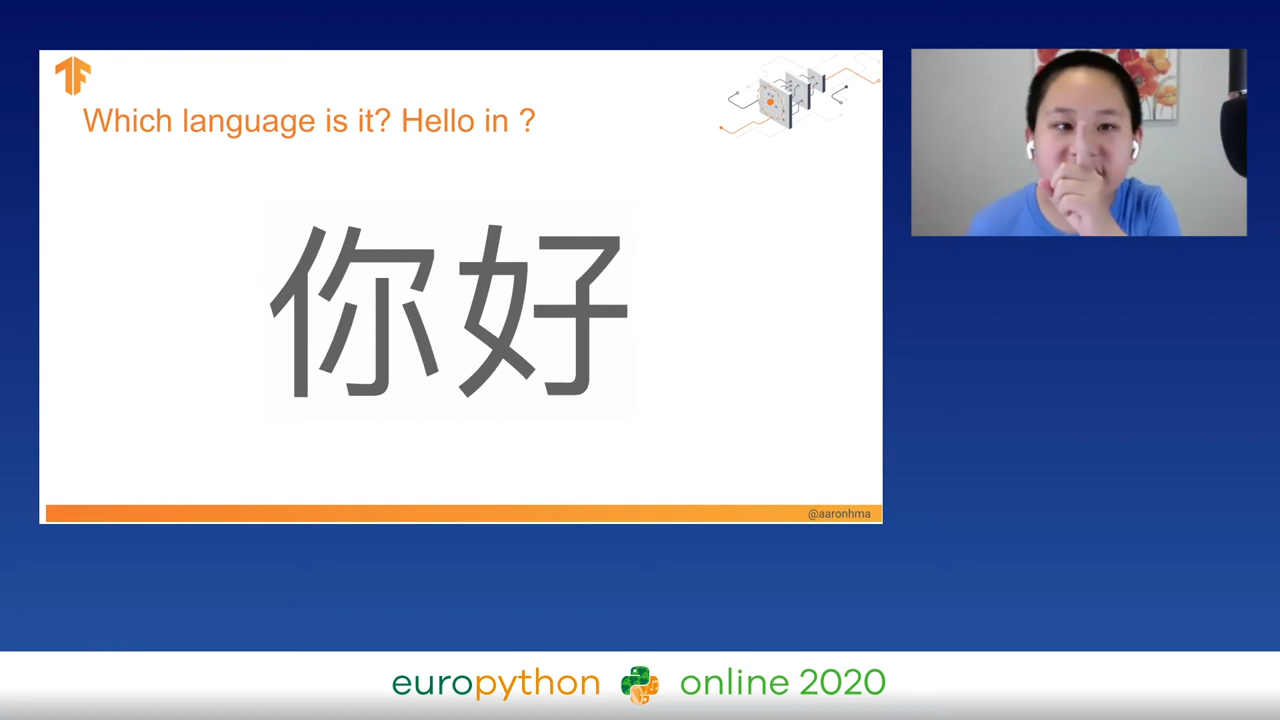 Which language is it? Hello in ?
你好
@aaronhma
europython online 2020